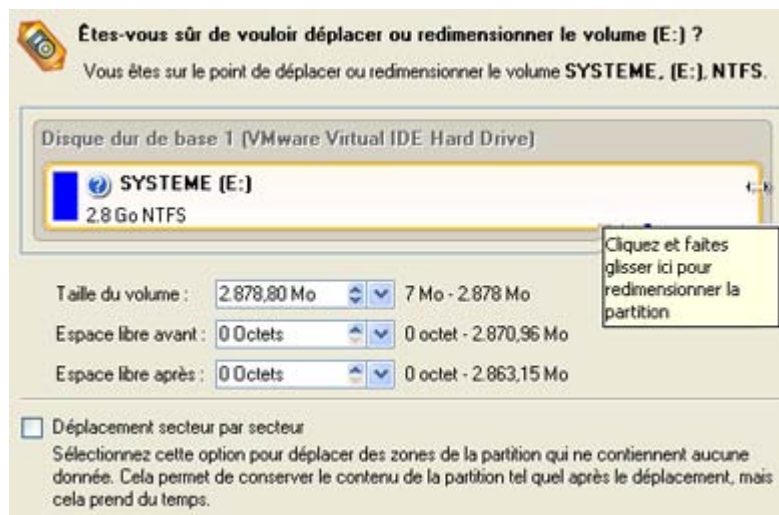 Êtes-vous sûr de vouloir déplacer ou redimensionner le volume (E:) ?
Vous êtes sur le point de déplacer ou redimensionner le volume SYSTEME, (E:), NTFS.
Disque dur de base 1 (VMware Virtual IDE Hard Drive)
SYSTEME (E:)
2.8 Go NTFS
Cliquez et faites
glisser ici pour
redimensionner la
partition
Taille du volume : 2.878,80 Mo 7 Mo - 2.878 Mo
Espace libre avant : 0 Octets 0 octet - 2.870,96 Mo
Espace libre après : 0 Octets 0 octet - 2.863,15 Mo
Déplacement secteur par secteur
Sélectionnez cette option pour déplacer des zones de la partition qui ne contiennent aucune
donnée. Cela permet de conserver le contenu de la partition tel quel après le déplacement, mais
cela prend du temps.